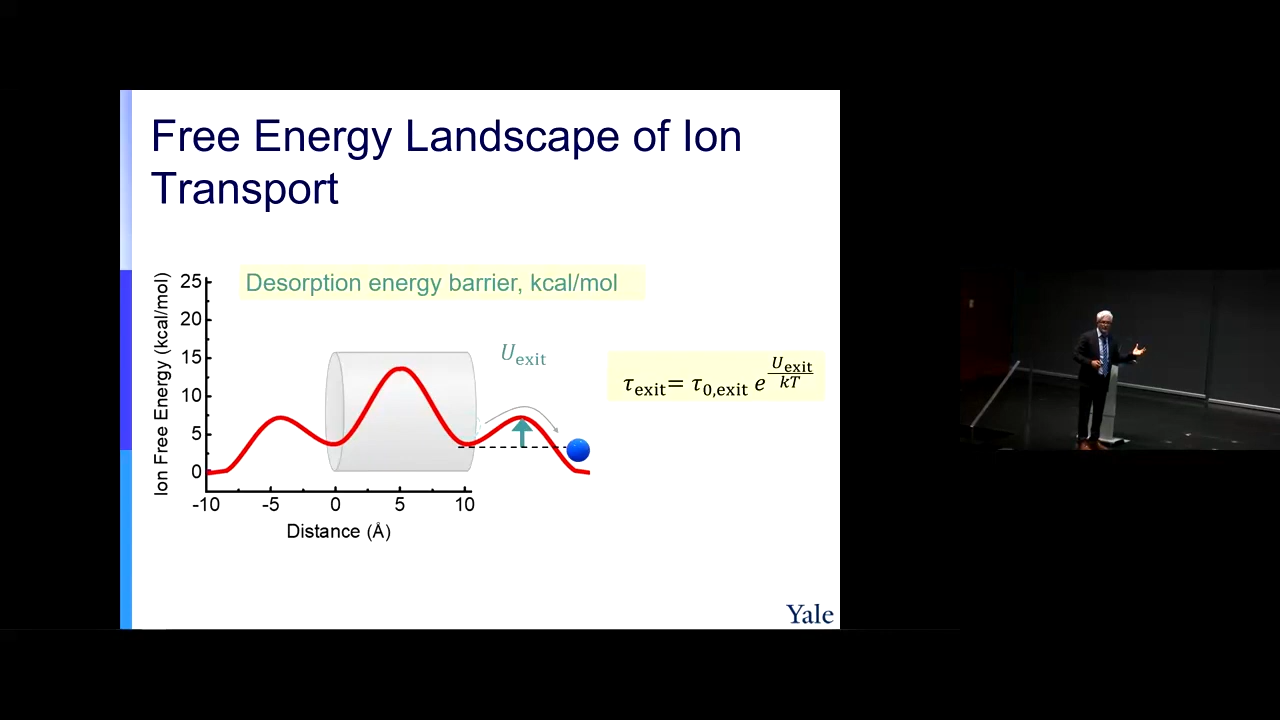 Free Energy Landscape of Ion
Transport
Desorption energy barrier, kcal/mol
Ion Free Energy (kcal/mol)
25
20
15
10
5
0
-10 -5 0 5 10
Distance (Å)
U_exit
τ_exit = τ_0,exit e^(U_exit/kT)
Yale